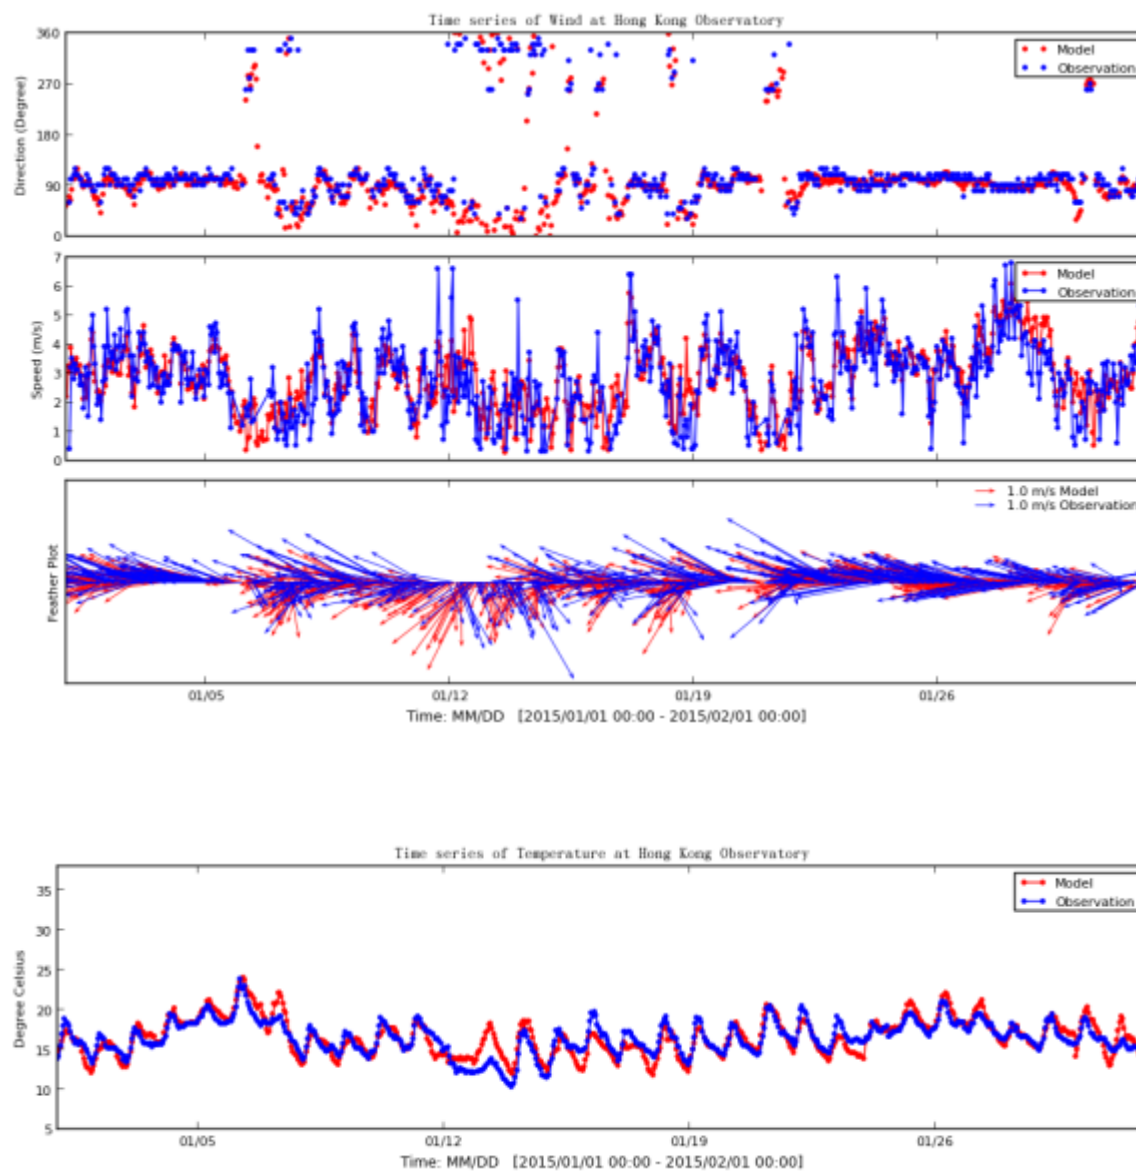 Time series of Wind at Hong Kong Observatory
360
270
180
90
0
Direction (Degree)
Model
Observation
7
6
5
4
3
2
1
0
Speed (m/s)
Model
Observation
Feather Plot
1.0 m/s Model
1.0 m/s Observation
01/05 01/12 01/19 01/26
Time: MM/DD [2015/01/01 00:00 - 2015/02/01 00:00]
Time series of Temperature at Hong Kong Observatory
35
30
25
20
15
10
5
Degree Celsius
Model
Observation
01/05 01/12 01/19 01/26
Time: MM/DD [2015/01/01 00:00 - 2015/02/01 00:00]